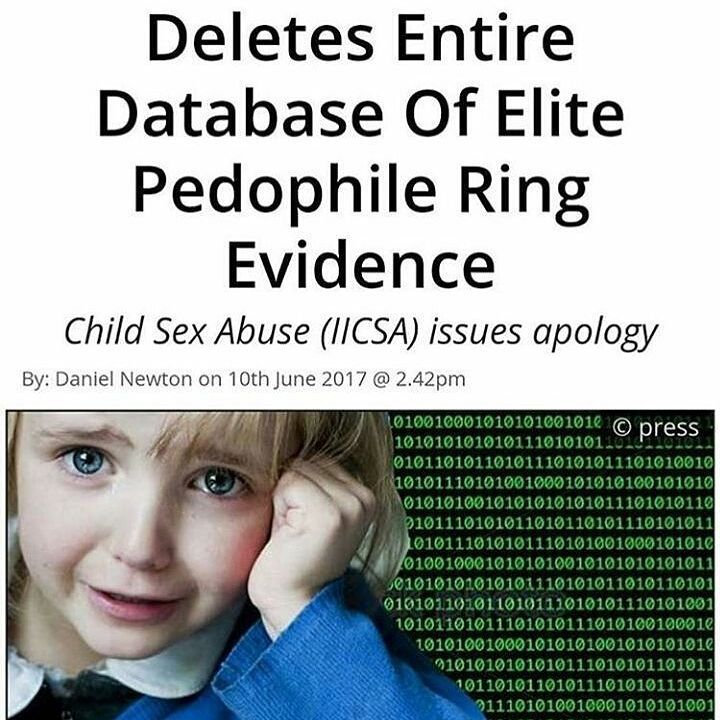 Deletes Entire
Database Of Elite
Pedophile Ring
Evidence
Child Sex Abuse (IICSA) issues apology
By: Daniel Newton on 10th June 2017 @ 2.42pm
© press